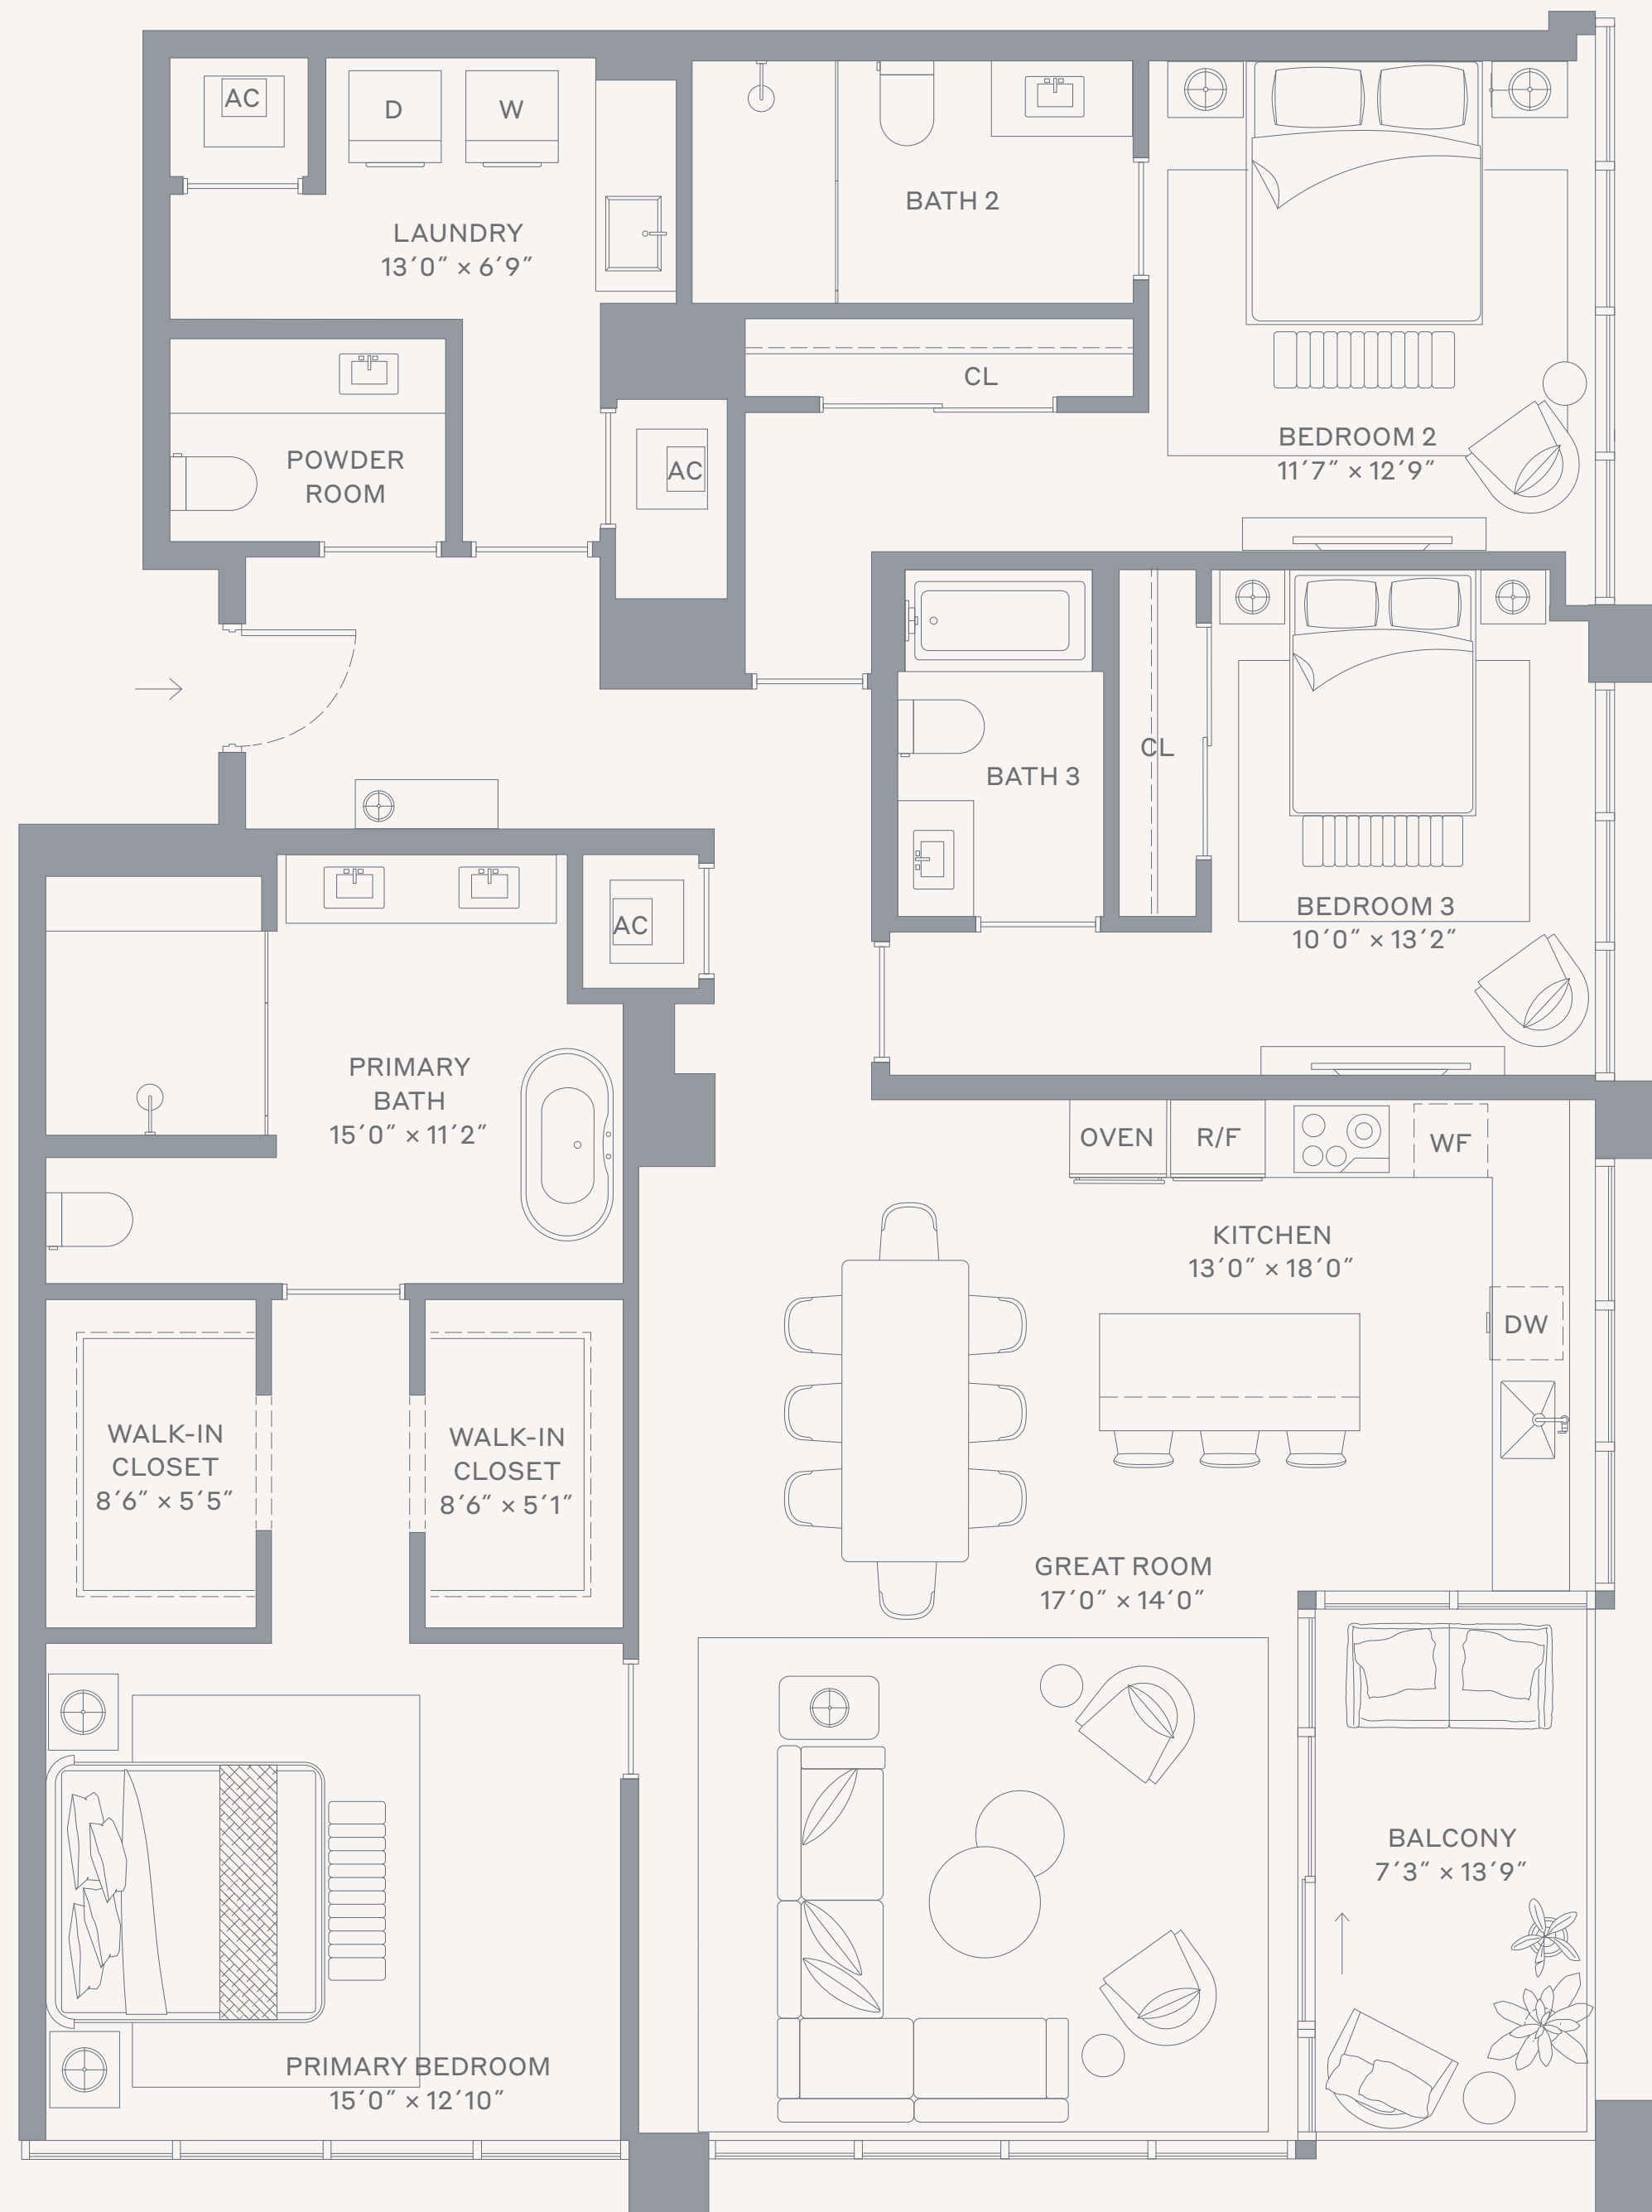 AC
D
W
BATH 2
LAUNDRY
13′0″ × 6′9″
CL
BEDROOM 2
11′7″ × 12′9″
POWDER
ROOM
AC
CL
BATH 3
BEDROOM 3
10′0″ × 13′2″
AC
PRIMARY
BATH
15′0″ × 11′2″
OVEN
R/F
WF
KITCHEN
13′0″ × 18′0″
DW
WALK-IN
CLOSET
8′6″ × 5′5″
WALK-IN
CLOSET
8′6″ × 5′1″
GREAT ROOM
17′0″ × 14′0″
BALCONY
7′3″ × 13′9″
PRIMARY BEDROOM
15′0″ × 12′10″